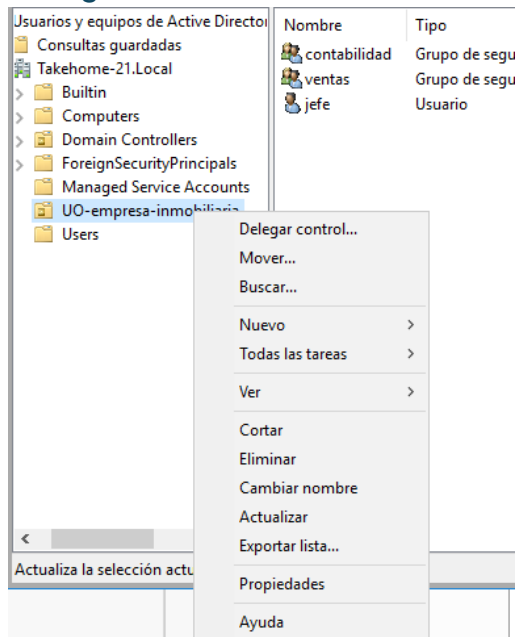 Usuarios y equipos de Active Director
Consultas guardadas
Takehome-21.Local
Builtin
Computers
Domain Controllers
ForeignSecurityPrincipals
Managed Service Accounts
UO-empresa-inmobiliaria
Users
Nombre Tipo
contabilidad Grupo de segu
ventas Grupo de segu
jefe Usuario
Delegar control...
Mover...
Buscar...
Nuevo
Todas las tareas
Ver
Cortar
Eliminar
Cambiar nombre
Actualizar
Exportar lista...
Propiedades
Ayuda
Actualiza la selección actu